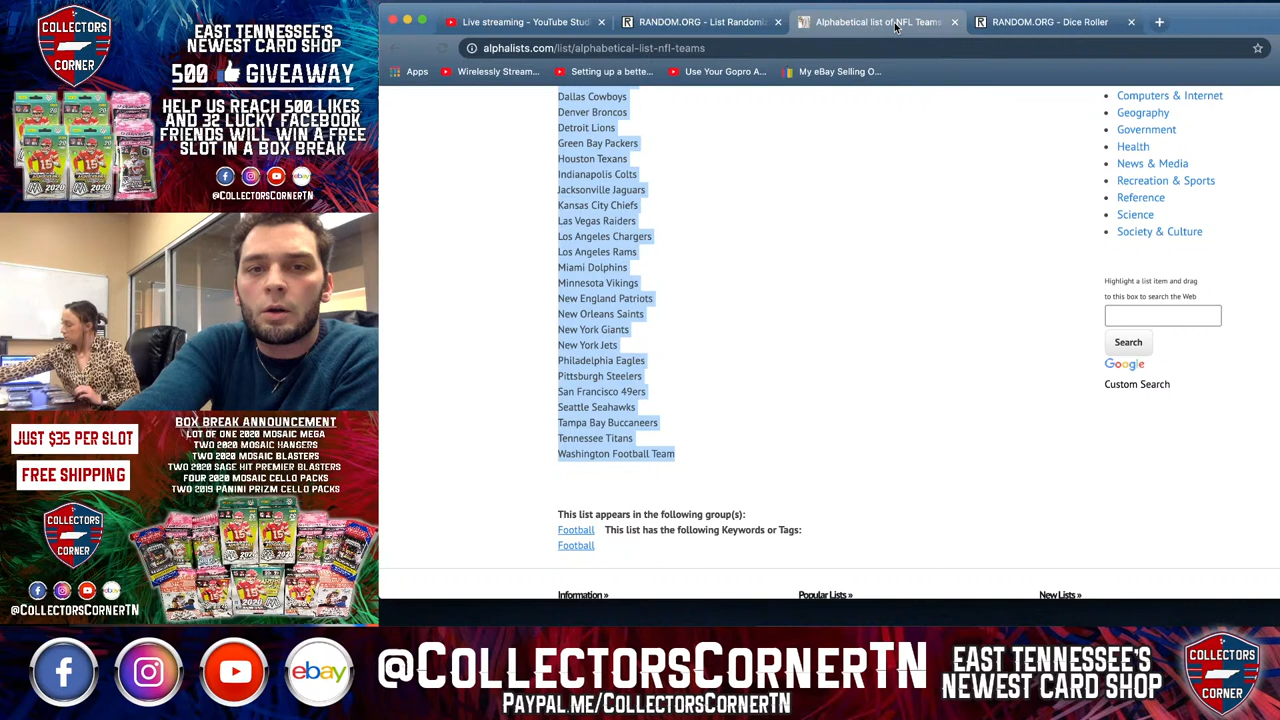 COLLECTORS
CORNER
EAST TENNESSEE'S
NEWEST CARD SHOP
500 GIVEAWAY
HELP US REACH 500 LIKES
AND 32 LUCKY FACEBOOK
FRIENDS WILL WIN A FREE
SLOT IN A BOX BREAK
@COLLECTORSCORNERTN
JUST $35 PER SLOT
FREE SHIPPING
BOX BREAK ANNOUNCEMENT
LOT OF ONE 2020 MOSAIC MEGA
TWO 2020 MOSAIC HANGERS
TWO 2020 MOSAIC BLASTERS
TWO 2020 SAGE HIT PREMIER BLASTERS
FOUR 2020 MOSAIC CELLO PACKS
TWO 2019 PANINI PRIZM CELLO PACKS
COLLECTORS
CORNER
@COLLECTORSCORNERTN
Live streaming - YouTube Stud
RANDOM.ORG - List Randomiz
Alphabetical list of NFL Teams
RANDOM.ORG - Dice Roller
alphalists.com/list/alphabetical-list-nfl-teams
Apps
Wirelessly Stream...
Setting up a bette...
Use Your Gopro A...
My eBay Selling O...
Dallas Cowboys
Denver Broncos
Detroit Lions
Green Bay Packers
Houston Texans
Indianapolis Colts
Jacksonville Jaguars
Kansas City Chiefs
Las Vegas Raiders
Los Angeles Chargers
Los Angeles Rams
Miami Dolphins
Minnesota Vikings
New England Patriots
New Orleans Saints
New York Giants
New York Jets
Philadelphia Eagles
Pittsburgh Steelers
San Francisco 49ers
Seattle Seahawks
Tampa Bay Buccaneers
Tennessee Titans
Washington Football Team
This list appears in the following group(s):
Football This list has the following Keywords or Tags:
Football
Information »
Popular Lists »
New Lists »
Computers & Internet
Geography
Government
Health
News & Media
Recreation & Sports
Reference
Science
Society & Culture
Highlight a list item and drag
to this box to search the Web
Search
Google
Custom Search
ebay
@COLLECTORSCORNERTN
PAYPAL.ME/COLLECTORSCORNERTN
EAST TENNESSEE'S
NEWEST CARD SHOP
COLLECTORS
CORNER